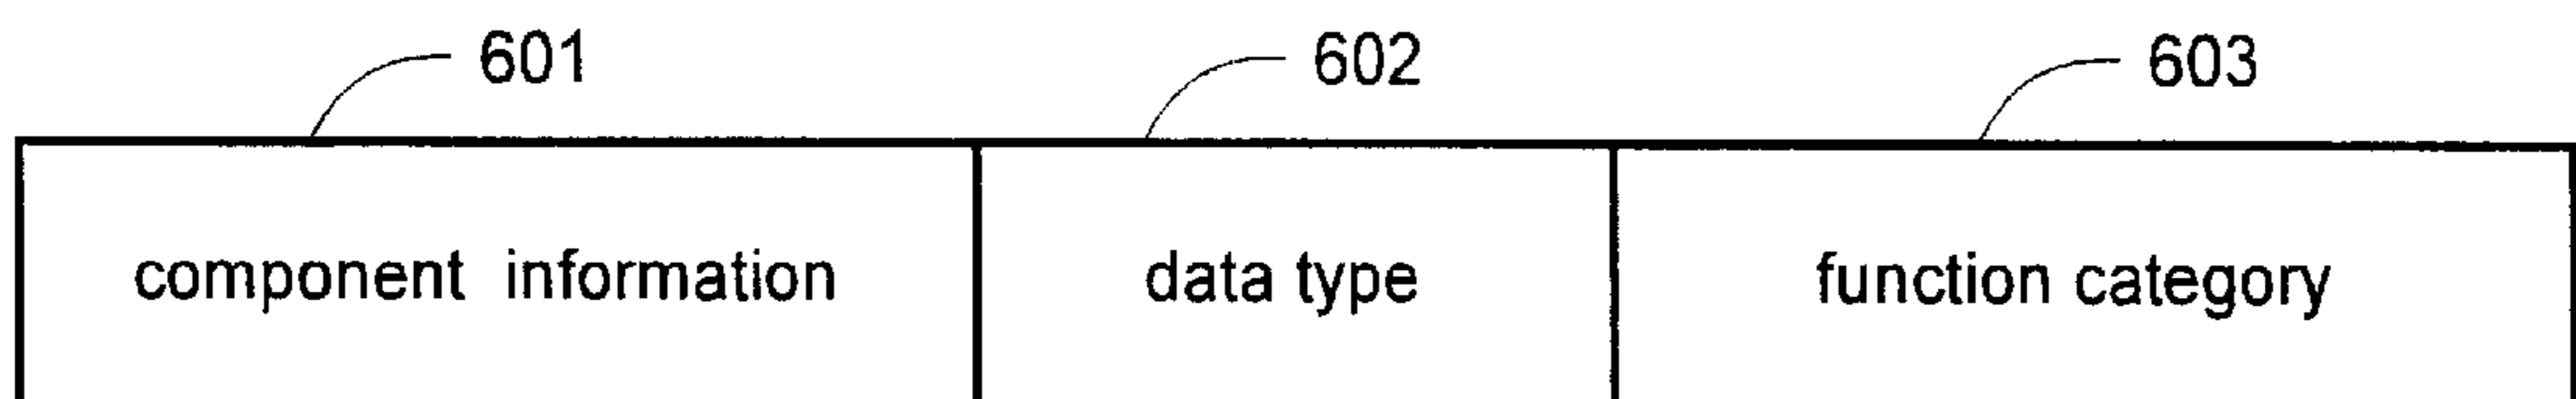 601 602 603
component information data type function category